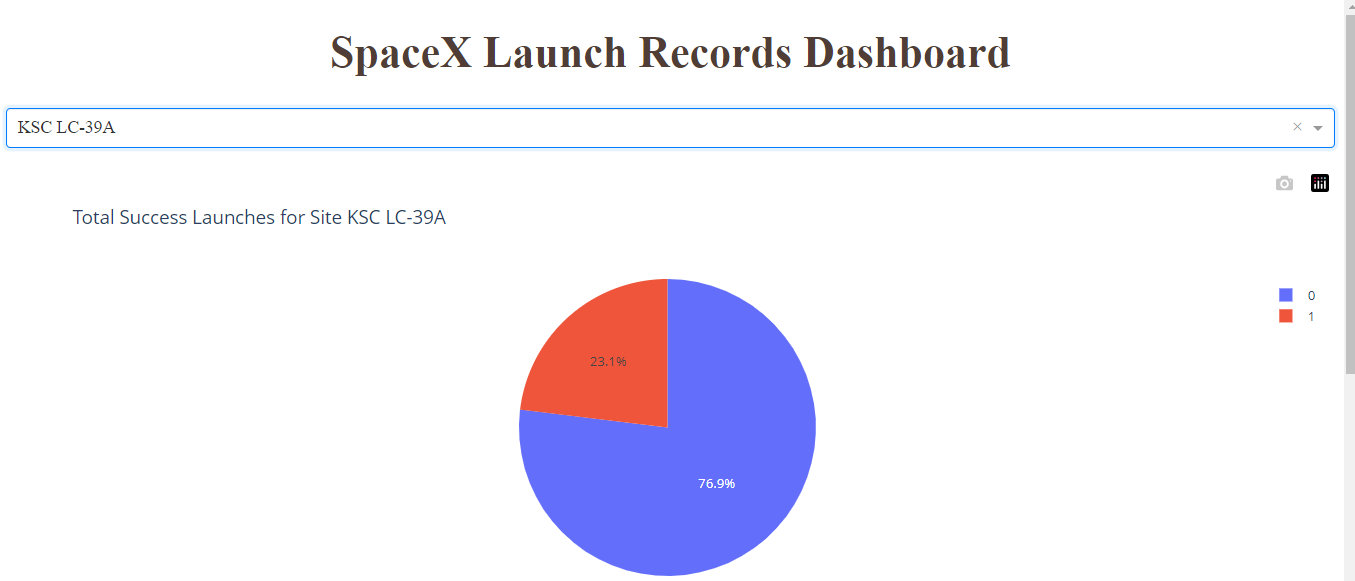 SpaceX Launch Records Dashboard
KSC LC-39A
Total Success Launches for Site KSC LC-39A
0
1
23.1%
76.9%